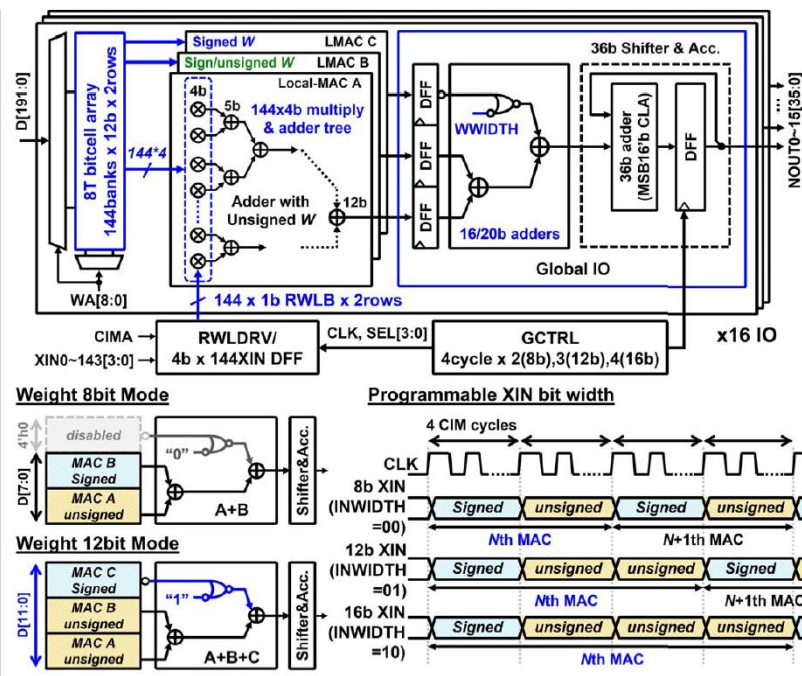 Signed W
LMAC C
Sign/unsigned W
LMAC B
Local-MAC A
36b Shifter & Acc.
D[191:0]
8T bitcell array
144banks x 12b x 2rows
144*4
4b
5b
144x4b multiply
& adder tree
Adder with
Unsigned W
12b
DFF
DFF
DFF
WWIDTH
16/20b adders
36b adder
(MSB16'b CLA)
DFF
NOUT0~15[35:0]
Global IO
WA[8:0]
144 x 1b RWLB x 2rows
x16 IO
CIMA
XIN0~143[3:0]
RWLDRV/
4b x 144XIN DFF
CLK, SEL[3:0]
GCTRL
4cycle x 2(8b),3(12b),4(16b)
Weight 8bit Mode
4'h0
disabled
"0"
D[7:0]
MAC B
Signed
MAC A
unsigned
A+B
Shifter&Acc.
Weight 12bit Mode
D[11:0]
MAC C
Signed
"1"
MAC B
unsigned
MAC A
unsigned
A+B+C
Shifter&Acc.
Programmable XIN bit width
4 CIM cycles
CLK
8b XIN
(INWIDTH
=00)
Signed
unsigned
Signed
unsigned
Nth MAC
N+1th MAC
12b XIN
(INWIDTH
=01)
Signed
unsigned
unsigned
Signed
Nth MAC
N+1th MAC
16b XIN
(INWIDTH
=10)
Signed
unsigned
unsigned
unsigned
Nth MAC